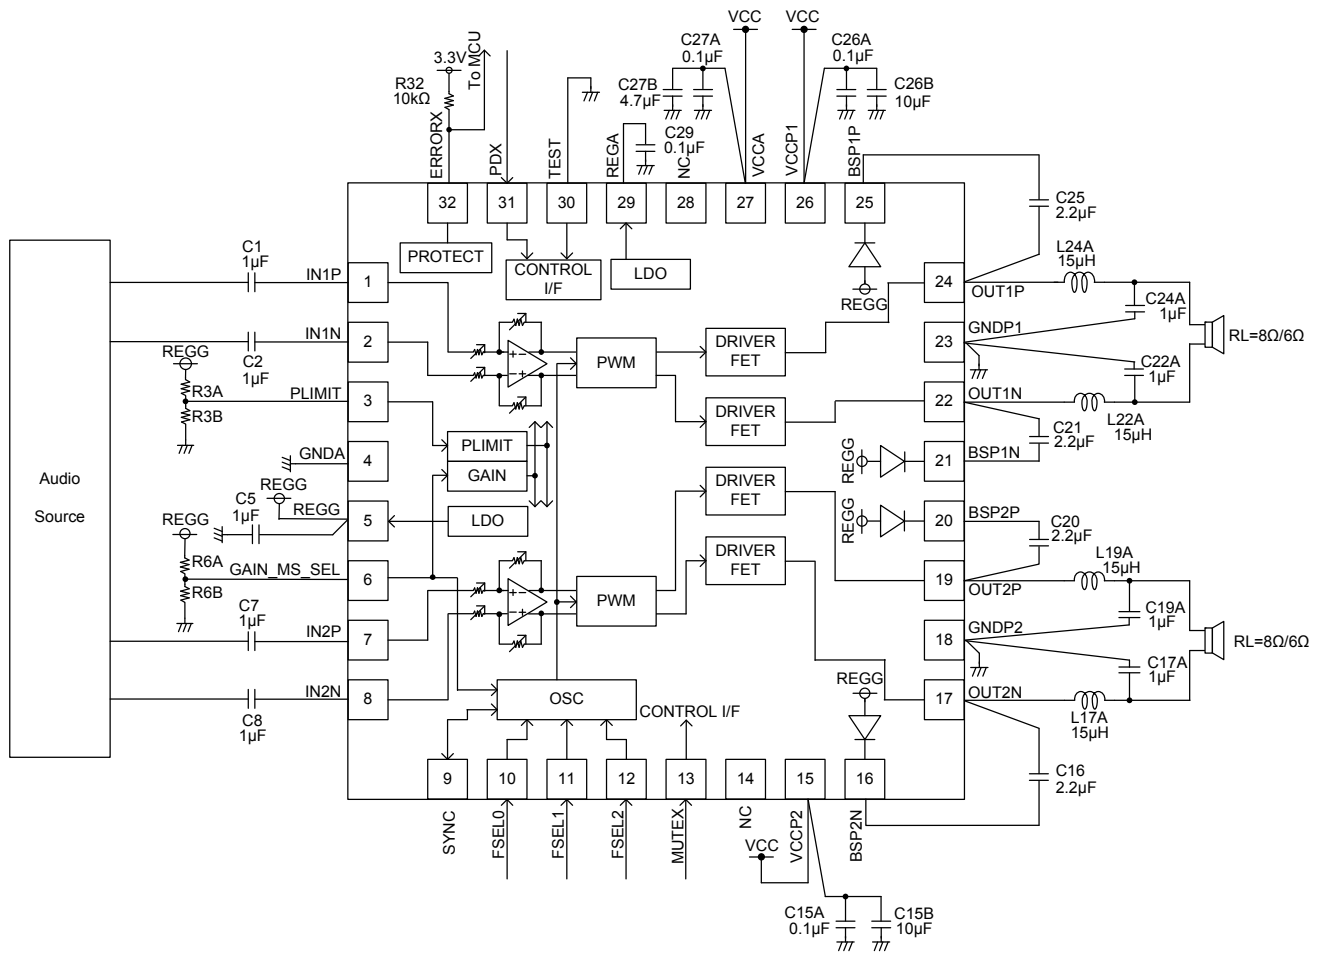 VCC
VCC
C27A
0.1µF
C26A
0.1µF
3.3V
To MCU
R32
10kΩ
C27B
4.7µF
C26B
10µF
ERRORX
PDX
TEST
REGA
C29
0.1µF
NC
VCCA
VCCP1
BSP1P
32
31
30
29
28
27
26
25
C25
2.2µF
PROTECT
CONTROL
I/F
LDO
REGG
Audio
Source
C1
1µF
IN1P
1
C2
1µF
IN1N
2
REGG
R3A
R3B
PLIMIT
3
GNDA
4
REGG
REGG
C5
1µF
5
REGG
R6A
R6B
GAIN_MS_SEL
6
C7
1µF
IN2P
7
C8
1µF
IN2N
8
+-
-+
PWM
DRIVER
FET
DRIVER
FET
PLIMIT
GAIN
LDO
DRIVER
FET
DRIVER
FET
+-
-+
PWM
OSC
CONTROL I/F
24
OUT1P
L24A
15µH
C24A
1µF
23
GNDP1
RL=8Ω/6Ω
C22A
1µF
22
OUT1N
L22A
15µH
C21
2.2µF
REGG
21
BSP1N
REGG
20
BSP2P
C20
2.2µF
19
OUT2P
L19A
15µH
C19A
1µF
18
GNDP2
RL=8Ω/6Ω
C17A
1µF
17
OUT2N
L17A
15µH
REGG
C16
2.2µF
9
10
11
12
13
14
15
16
SYNC
FSEL0
FSEL1
FSEL2
MUTEX
NC
VCCP2
BSP2N
VCC
C15A
0.1µF
C15B
10µF